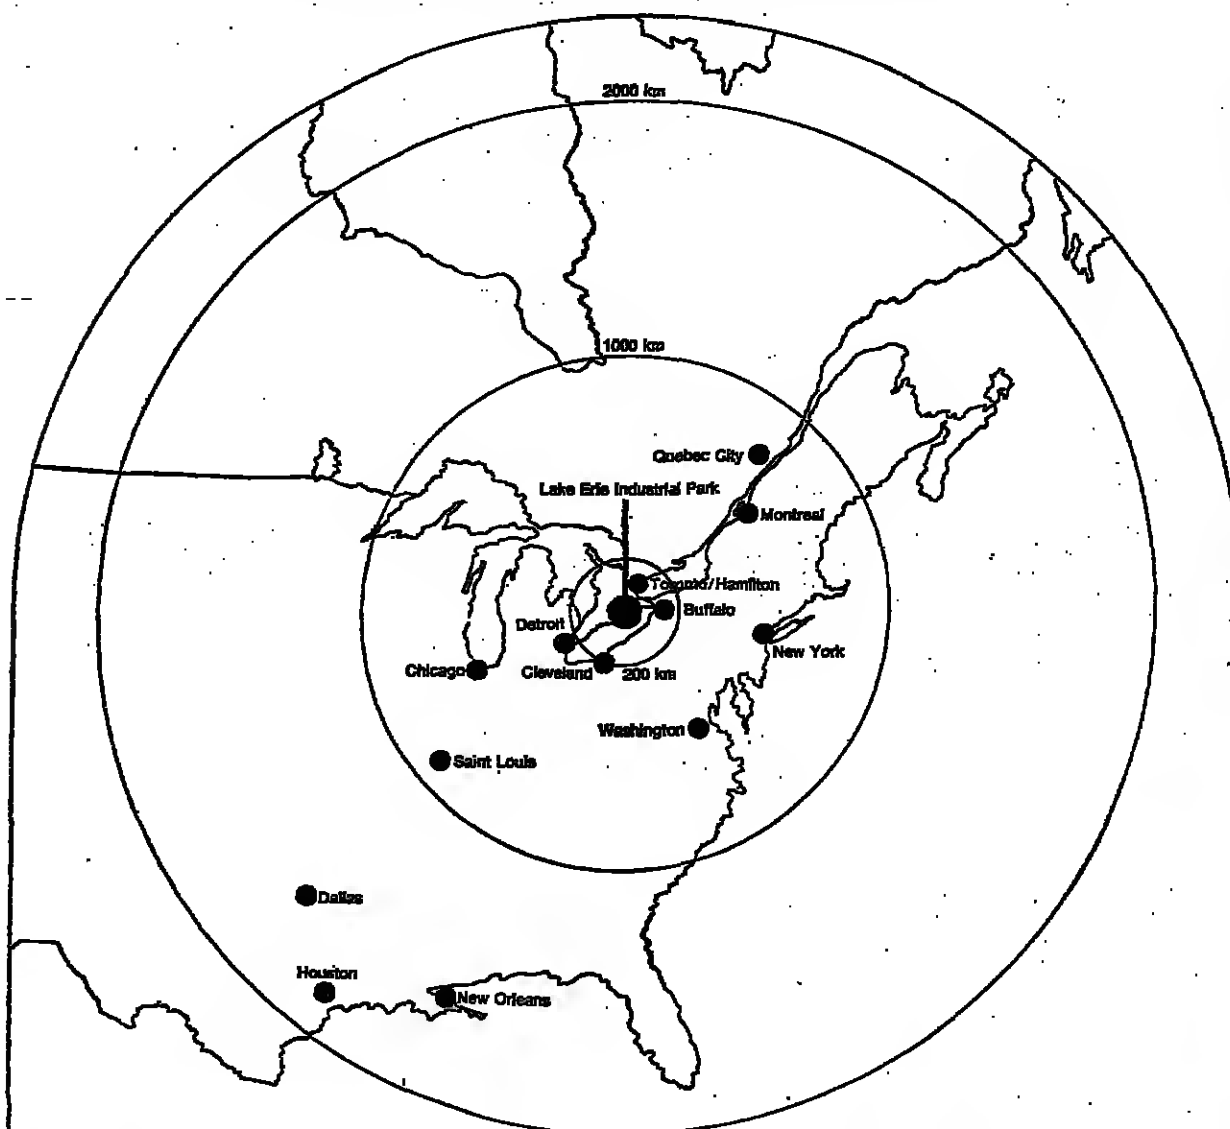 2000 km
1000 km
Quebec City
Lake Erie Industrial Park
Montreal
Toronto/Hamilton
Buffalo
Detroit
New York
Chicago
Cleveland
200 km
Washington
Saint Louis
Dallas
Houston
New Orleans